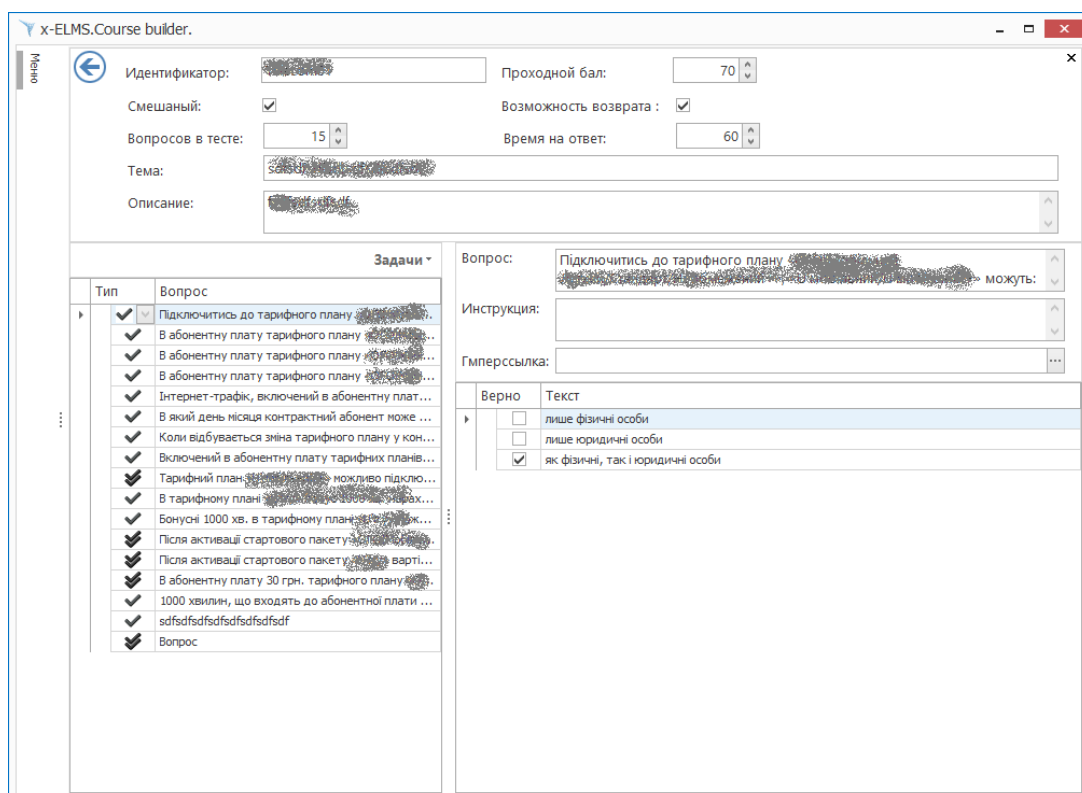 x-ELMS.Course builder.
Меню
Идентификатор:
Проходной бал: 70
Смешаный:
Возможность возврата :
Вопросов в тесте: 15
Время на ответ: 60
Тема:
Описание:
Задачи
Тип Вопрос
Підключитись до тарифного плану
В абонентну плату тарифного плану
В абонентну плату тарифного плану
В абонентну плату тарифного плану
Інтернет-трафік, включений в абонентну плат...
В який день місяця контрактний абонент може ...
Коли відбувається зміна тарифного плану у кон...
Включений в абонентну плату тарифних планів...
Тарифний план можливо підклю...
В тарифному плані
Бонусні 1000 хв. в тарифному плані
Після активації стартового пакету
Після активації стартового пакету варті...
В абонентну плату 30 грн. тарифного плану
1000 хвилин, що входять до абонентної плати ...
sdfsdfsdfsdfsdfsdfsdfsdf
Вопрос
Вопрос:
Підключитись до тарифного плану
» можуть:
Инструкция:
Гмперссылка: ...
Верно Текст
лише фізичні особи
лише юридичні особи
як фізичні, так і юридичні особи